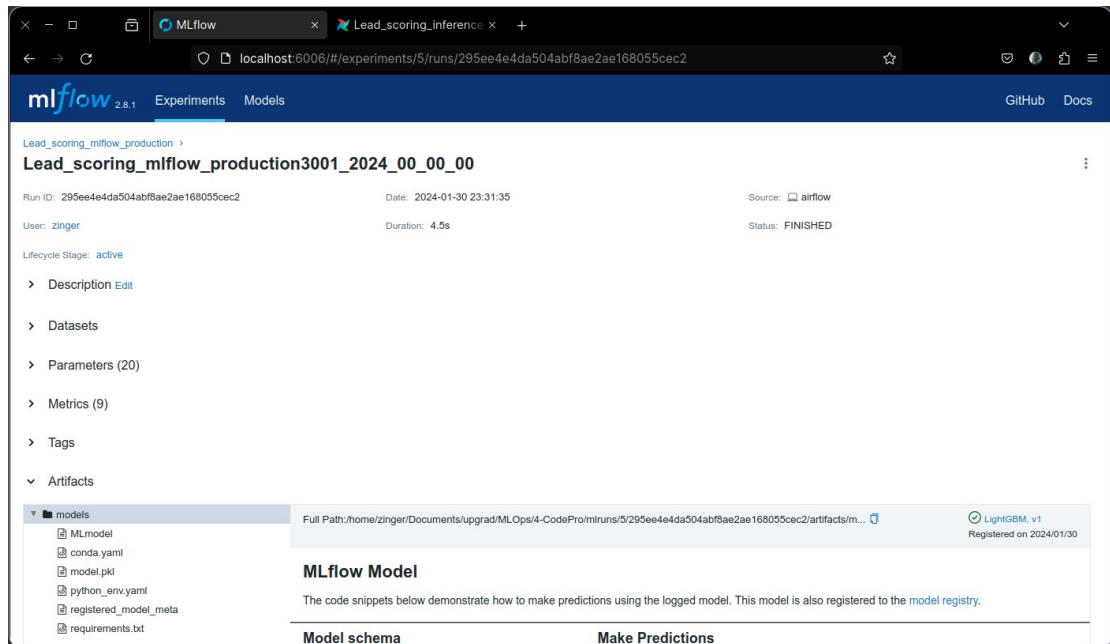 MLflow
Lead_scoring_inference
localhost:6006/#/experiments/5/runs/295ee4e4da504abf8ae2ae168055cec2
mlflow 2.8.1 Experiments Models GitHub Docs
Lead_scoring_mlflow_production
Lead_scoring_mlflow_production3001_2024_00_00_00
Run ID: 295ee4e4da504abf8ae2ae168055cec2 Date: 2024-01-30 23:31:35 Source: airflow
User: zinger Duration: 4.5s Status: FINISHED
Lifecycle Stage: active
Description Edit
Datasets
Parameters (20)
Metrics (9)
Tags
Artifacts
models
MLmodel
conda.yaml
model.pkl
python_env.yaml
registered_model_meta
requirements.txt
Full Path:/home/zinger/Documents/upgrad/MLOps/4-CodePro/mlruns/5/295ee4e4da504abf8ae2ae168055cec2/artifacts/m...
LightGBM, v1
Registered on 2024/01/30
MLflow Model
The code snippets below demonstrate how to make predictions using the logged model. This model is also registered to the model registry.
Model schema Make Predictions